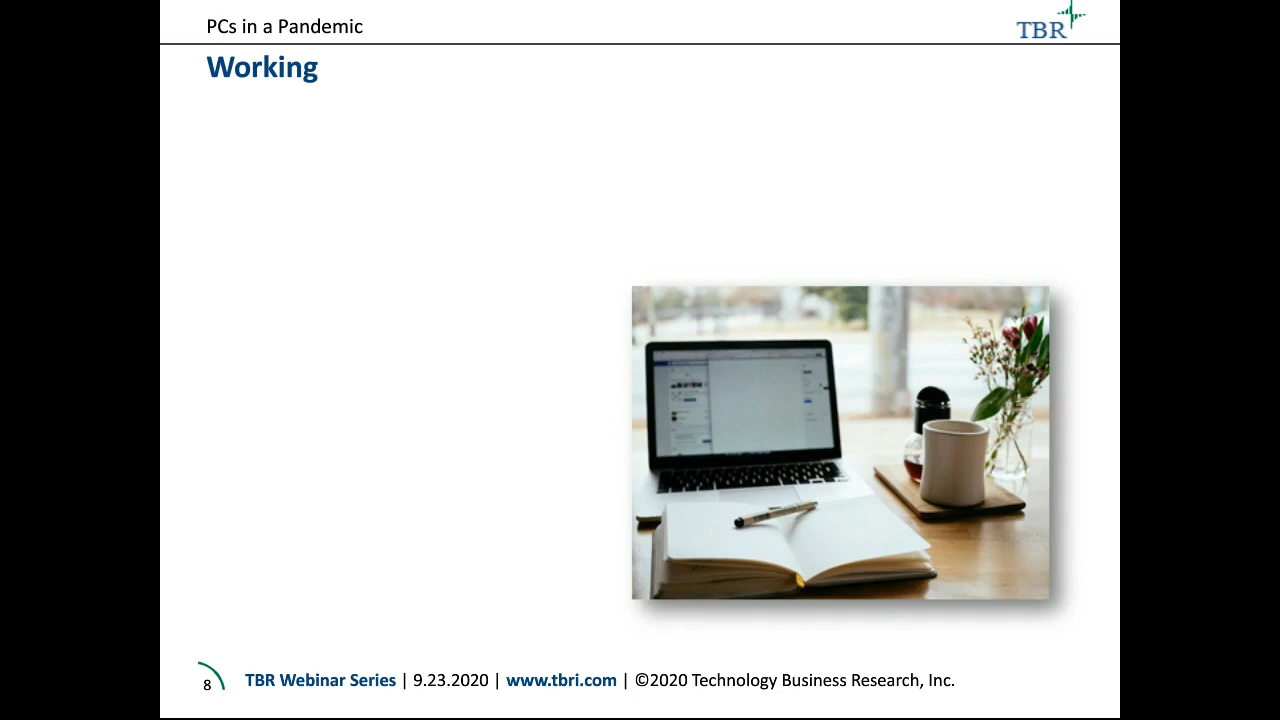 PCs in a Pandemic
TBR
Working
8
TBR Webinar Series | 9.23.2020 | www.tbri.com | ©2020 Technology Business Research, Inc.